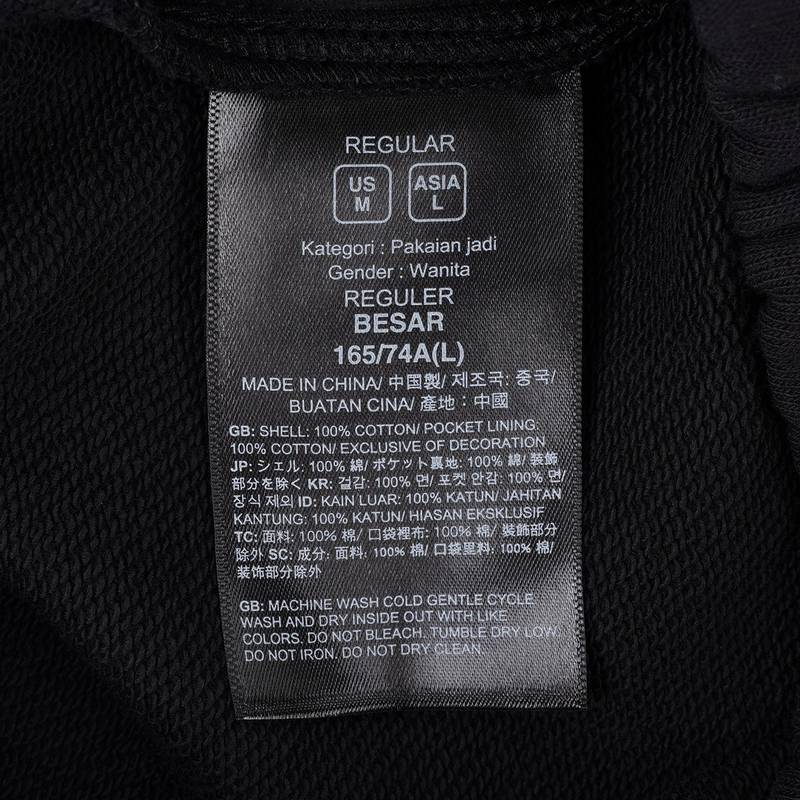 REGULAR
US ASIA
M L
Kategori : Pakaian jadi
Gender : Wanita
REGULER
BESAR
165/74A(L)
MADE IN CHINA/ 中国製/ 제조국: 중국/
BUATAN CINA/ 產地：中國
GB: SHELL: 100% COTTON/ POCKET LINING:
100% COTTON/ EXCLUSIVE OF DECORATION
JP: シェル: 100% 綿/ ポケット裏地: 100% 綿/ 装飾
部分を除く KR: 겉감: 100% 면/ 포켓 안감: 100% 면/
장식 제외 ID: KAIN LUAR: 100% KATUN/ JAHITAN
KANTUNG: 100% KATUN/ HIASAN EKSKLUSIF
TC: 面料: 100% 棉/ 口袋裡布: 100% 棉/ 裝飾部分
除外 SC: 成分: 面料: 100% 棉/ 口袋里料: 100% 棉/
装饰部分除外
GB: MACHINE WASH COLD GENTLE CYCLE
WASH AND DRY INSIDE OUT WITH LIKE
COLORS. DO NOT BLEACH. TUMBLE DRY LOW.
DO NOT IRON. DO NOT DRY CLEAN.